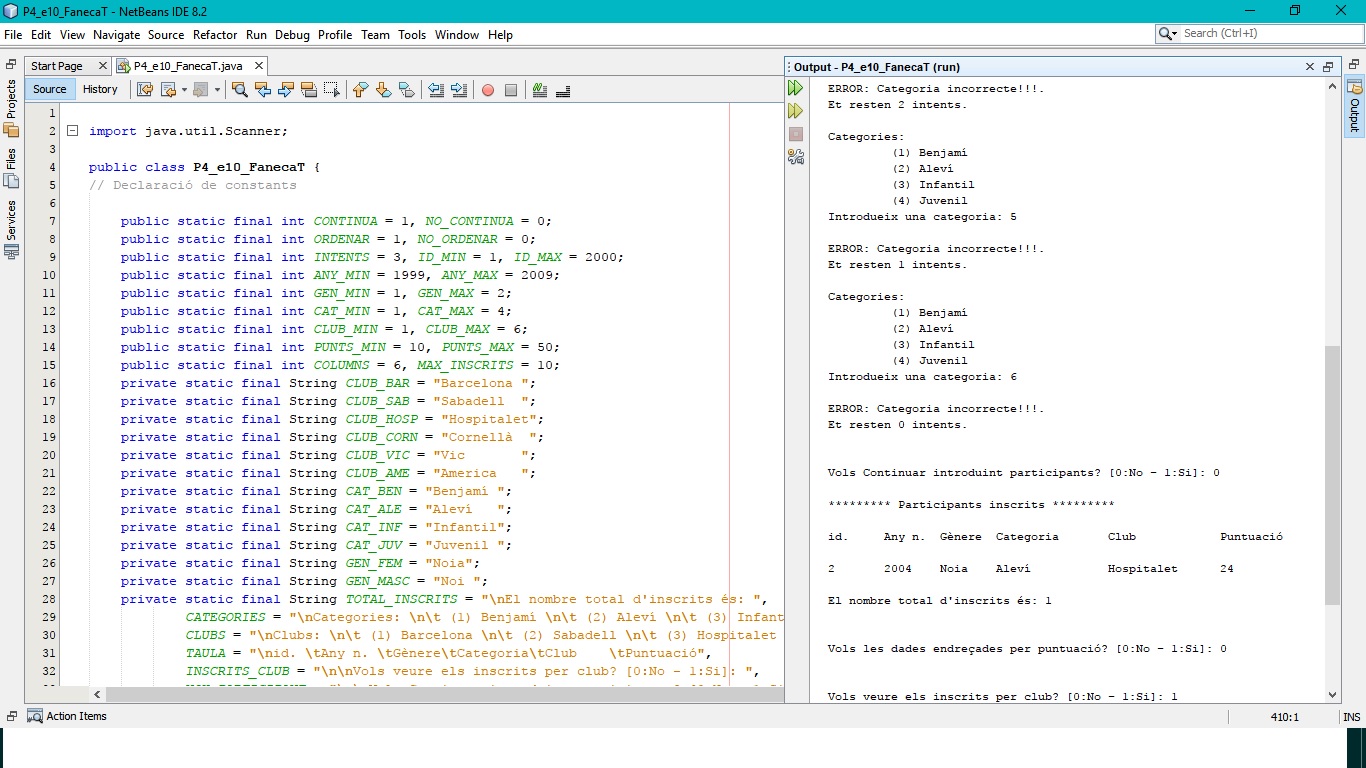 P4_e10_FanecaT - NetBeans IDE 8.2
File Edit View Navigate Source Refactor Run Debug Profile Team Tools Window Help
Search (Ctrl+I)
Projects
Files
Services
Start Page
P4_e10_FanecaT.java
Source History
1
2 import java.util.Scanner;
3
4 public class P4_e10_FanecaT {
5 // Declaració de constants
6
7 public static final int CONTINUA = 1, NO_CONTINUA = 0;
8 public static final int ORDENAR = 1, NO_ORDENAR = 0;
9 public static final int INTENTS = 3, ID_MIN = 1, ID_MAX = 2000;
10 public static final int ANY_MIN = 1999, ANY_MAX = 2009;
11 public static final int GEN_MIN = 1, GEN_MAX = 2;
12 public static final int CAT_MIN = 1, CAT_MAX = 4;
13 public static final int CLUB_MIN = 1, CLUB_MAX = 6;
14 public static final int PUNTS_MIN = 10, PUNTS_MAX = 50;
15 public static final int COLUMNS = 6, MAX_INSCRITS = 10;
16 private static final String CLUB_BAR = "Barcelona ";
17 private static final String CLUB_SAB = "Sabadell  ";
18 private static final String CLUB_HOSP = "Hospitalet";
19 private static final String CLUB_CORN = "Cornellà  ";
20 private static final String CLUB_VIC = "Vic       ";
21 private static final String CLUB_AME = "America   ";
22 private static final String CAT_BEN = "Benjamí ";
23 private static final String CAT_ALE = "Aleví   ";
24 private static final String CAT_INF = "Infantil";
25 private static final String CAT_JUV = "Juvenil ";
26 private static final String GEN_FEM = "Noia";
27 private static final String GEN_MASC = "Noi ";
28 private static final String TOTAL_INSCRITS = "\nEl nombre total d'inscrits és: ",
29 CATEGORIES = "\nCategories: \n\t (1) Benjamí \n\t (2) Aleví \n\t (3) Infant
30 CLUBS = "\nClubs: \n\t (1) Barcelona \n\t (2) Sabadell \n\t (3) Hospitalet
31 TAULA = "\nid. \tAny n. \tGènere\tCategoria\tClub    \tPuntuació",
32 INSCRITS_CLUB = "\n\nVols veure els inscrits per club? [0:No - 1:Si]: ",
Output - P4_e10_FanecaT (run)
ERROR: Categoria incorrecte!!!.
Et resten 2 intents.
Categories:
(1) Benjamí
(2) Aleví
(3) Infantil
(4) Juvenil
Introdueix una categoria: 5
ERROR: Categoria incorrecte!!!.
Et resten 1 intents.
Categories:
(1) Benjamí
(2) Aleví
(3) Infantil
(4) Juvenil
Introdueix una categoria: 6
ERROR: Categoria incorrecte!!!.
Et resten 0 intents.
Vols Continuar introduint participants? [0:No - 1:Si]: 0
********* Participants inscrits *********
id. Any n. Gènere Categoria Club Puntuació
2 2004 Noia Aleví Hospitalet 24
El nombre total d'inscrits és: 1
Vols les dades endreçades per puntuació? [0:No - 1:Si]: 0
Vols veure els inscrits per club? [0:No - 1:Si]: 1
Output
Action Items
410:1 INS